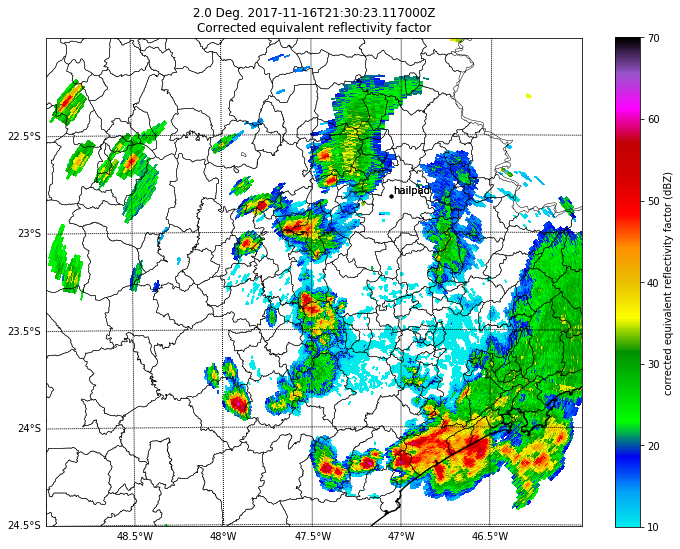 2.0 Deg. 2017-11-16T21:30:23.117000Z
Corrected equivalent reflectivity factor
70
60
50
40
30
20
10
corrected equivalent reflectivity factor (dBZ)
22.5°S
23°S
23.5°S
24°S
24.5°S
hailpad
48.5°W
48°W
47.5°W
47°W
46.5°W